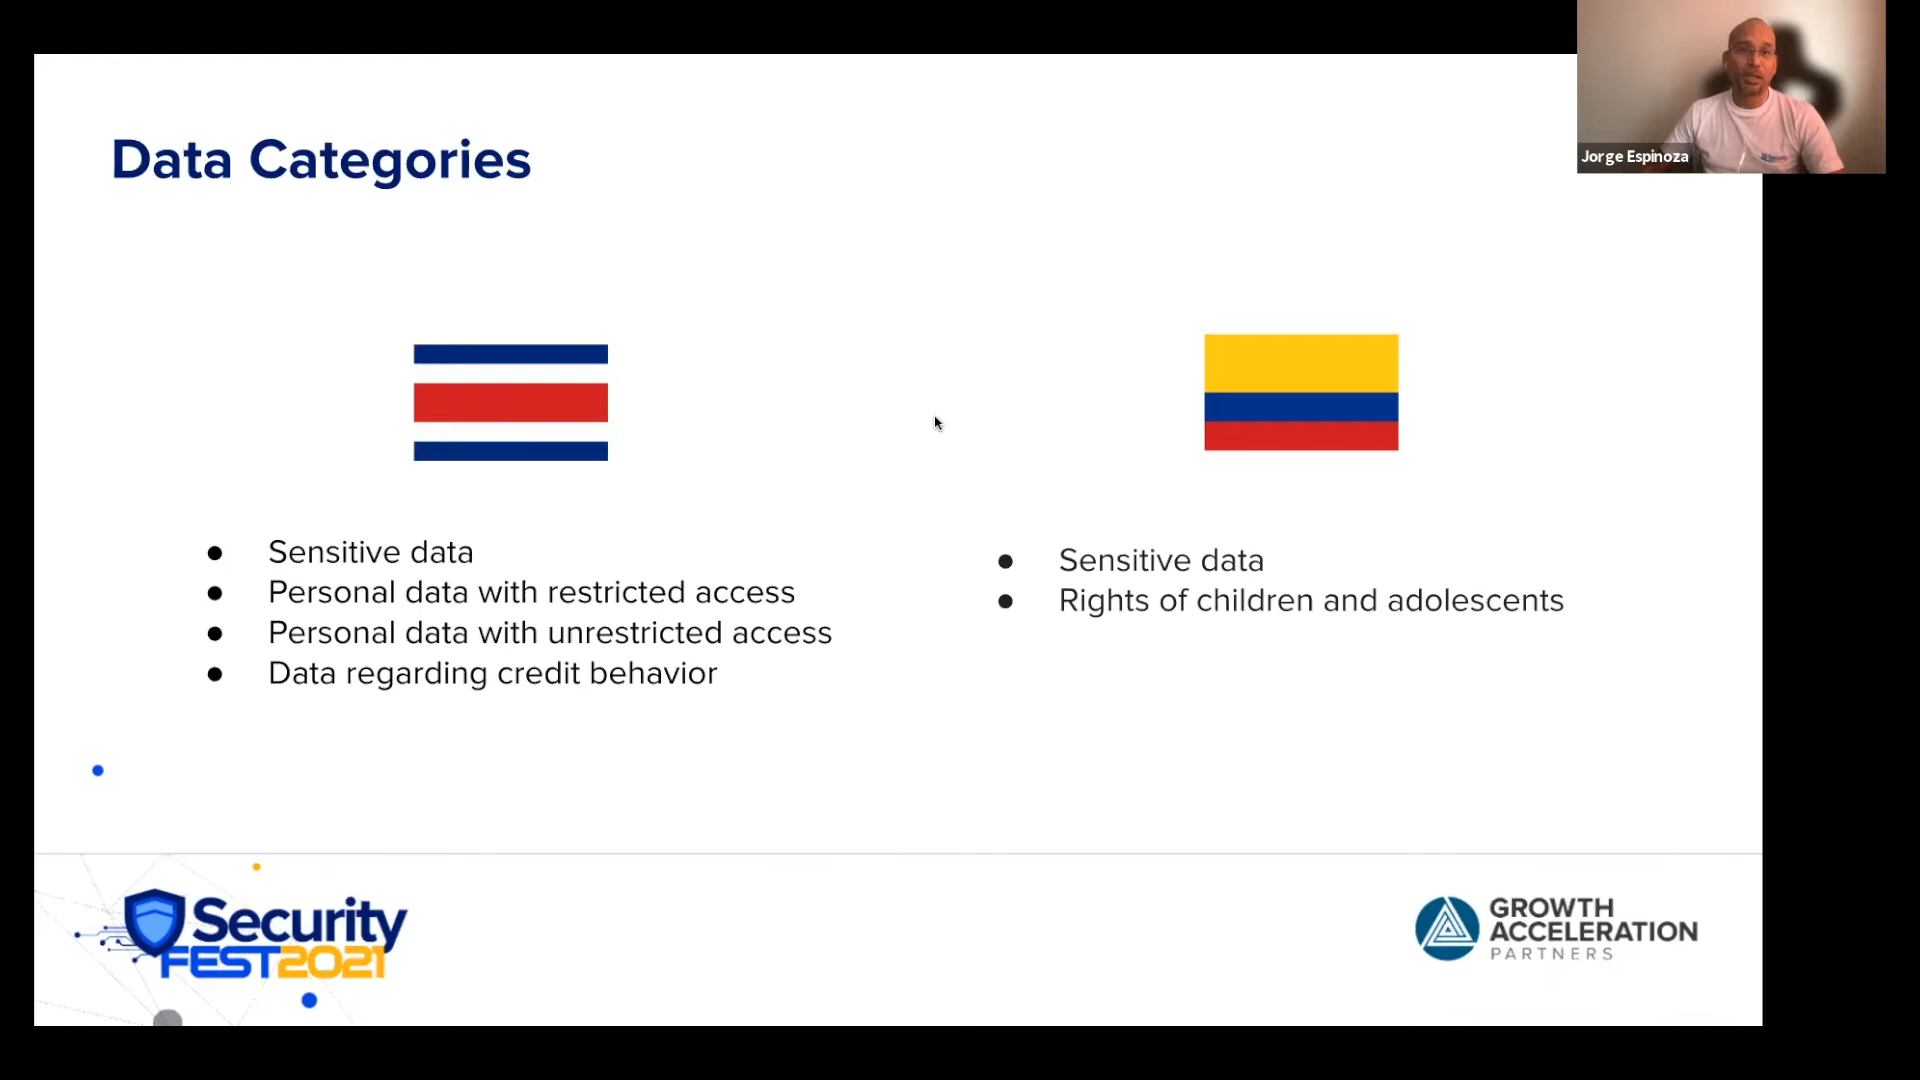 Jorge Espinoza
Data Categories
● Sensitive data
● Personal data with restricted access
● Personal data with unrestricted access
● Data regarding credit behavior
● Sensitive data
● Rights of children and adolescents
Security
FEST2021
GROWTH
ACCELERATION
PARTNERS